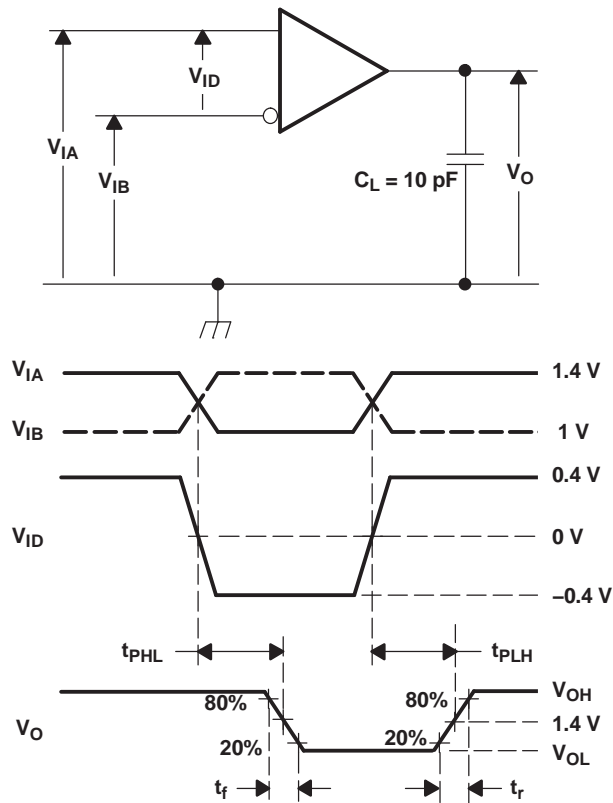 VID
VIA
VIB
CL = 10 pF
VO
VIA
1.4 V
VIB
1 V
0.4 V
VID
0 V
–0.4 V
tPHL
tPLH
VO
80%
80%
VOH
1.4 V
20%
20%
VOL
tf
tr